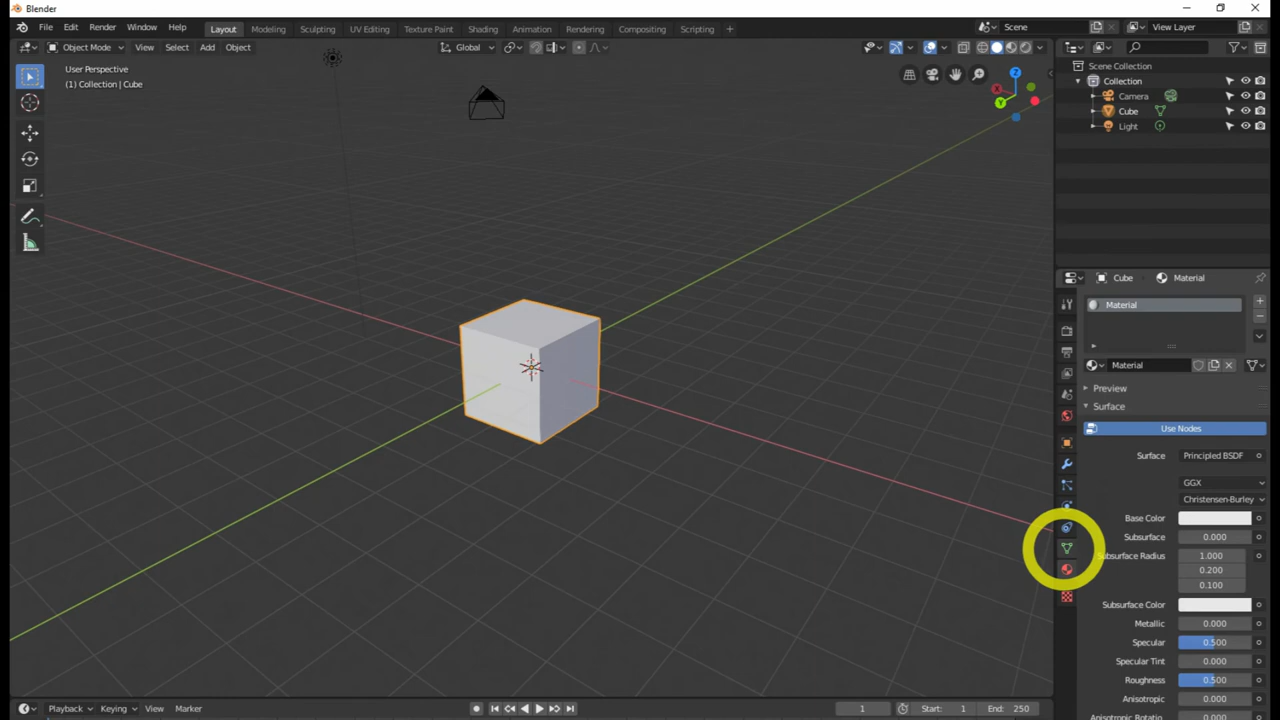 Blender
File Edit Render Window Help
Layout Modeling Sculpting UV Editing Texture Paint Shading Animation Rendering Compositing Scripting +
Scene
View Layer
Object Mode View Select Add Object
Global
User Perspective
(1) Collection | Cube
Z
X
Y
Scene Collection
Collection
Camera
Cube
Light
Cube Material
Material
Material
Preview
Surface
Use Nodes
Surface Principled BSDF
GGX
Christensen-Burley
Base Color
Subsurface 0.000
Subsurface Radius 1.000
0.200
0.100
Subsurface Color
Metallic 0.000
Specular 0.500
Specular Tint 0.000
Roughness 0.500
Anisotropic 0.000
Anisotropic Rotatio 0.000
Playback Keying View Marker
1
Start: 1 End: 250